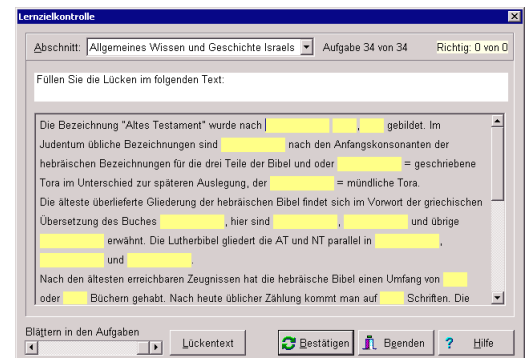 Lernzielkontrolle
Abschnitt: Allgemeines Wissen und Geschichte Israels Aufgabe 34 von 34 Richtig: 0 von 0
Füllen Sie die Lücken im folgenden Text:
Die Bezeichnung "Altes Testament" wurde nach , gebildet. Im
Judentum übliche Bezeichnungen sind nach den Anfangskonsonanten der
hebräischen Bezeichnungen für die drei Teile der Bibel und oder = geschriebene
Tora im Unterschied zur späteren Auslegung, der = mündliche Tora.
Die älteste überlieferte Gliederung der hebräischen Bibel findet sich im Vorwort der griechischen
Übersetzung des Buches , hier sind , und übrige
erwähnt. Die Lutherbibel gliedert die AT und NT parallel in ,
und .
Nach den ältesten erreichbaren Zeugnissen hat die hebräische Bibel einen Umfang von
oder Büchern gehabt. Nach heute üblicher Zählung kommt man auf Schriften. Die
Blättern in den Aufgaben
Lückentext Bestätigen Beenden ? Hilfe